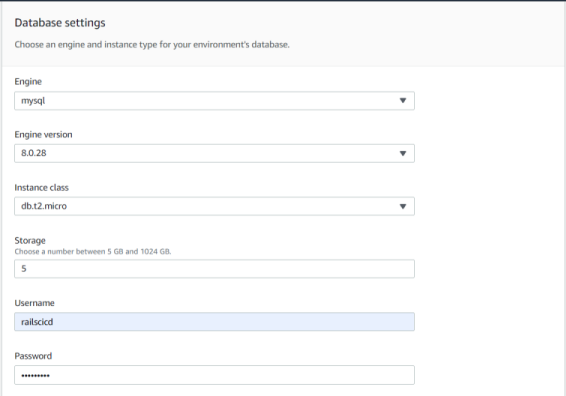 Database settings
Choose an engine and instance type for your environment's database.
Engine
mysql
Engine version
8.0.28
Instance class
db.t2.micro
Storage
Choose a number between 5 GB and 1024 GB.
5
Username
railscicd
Password
•••••••••